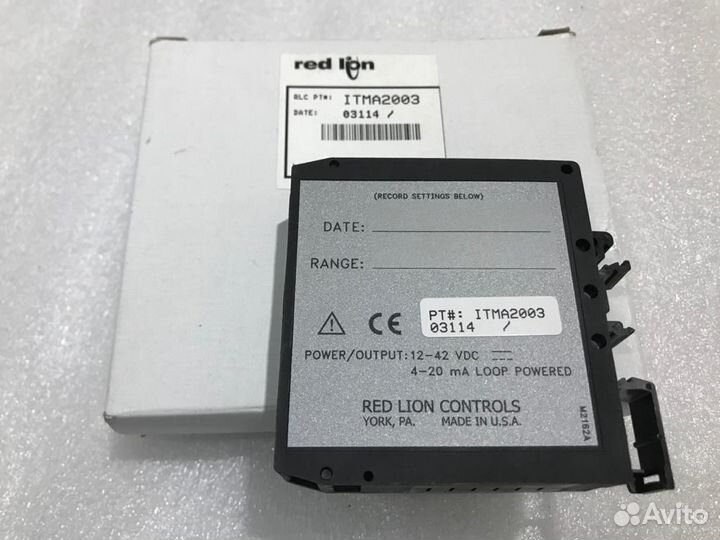 red lion
RLC PT#: ITMA2003
DATE: 03114 /
(RECORD SETTINGS BELOW)
DATE:
RANGE:
PT#: ITMA2003
03114 /
CE
POWER/OUTPUT: 12-42 VDC
4-20 mA LOOP POWERED
RED LION CONTROLS
YORK, PA. MADE IN U.S.A.
M2162A
Avito